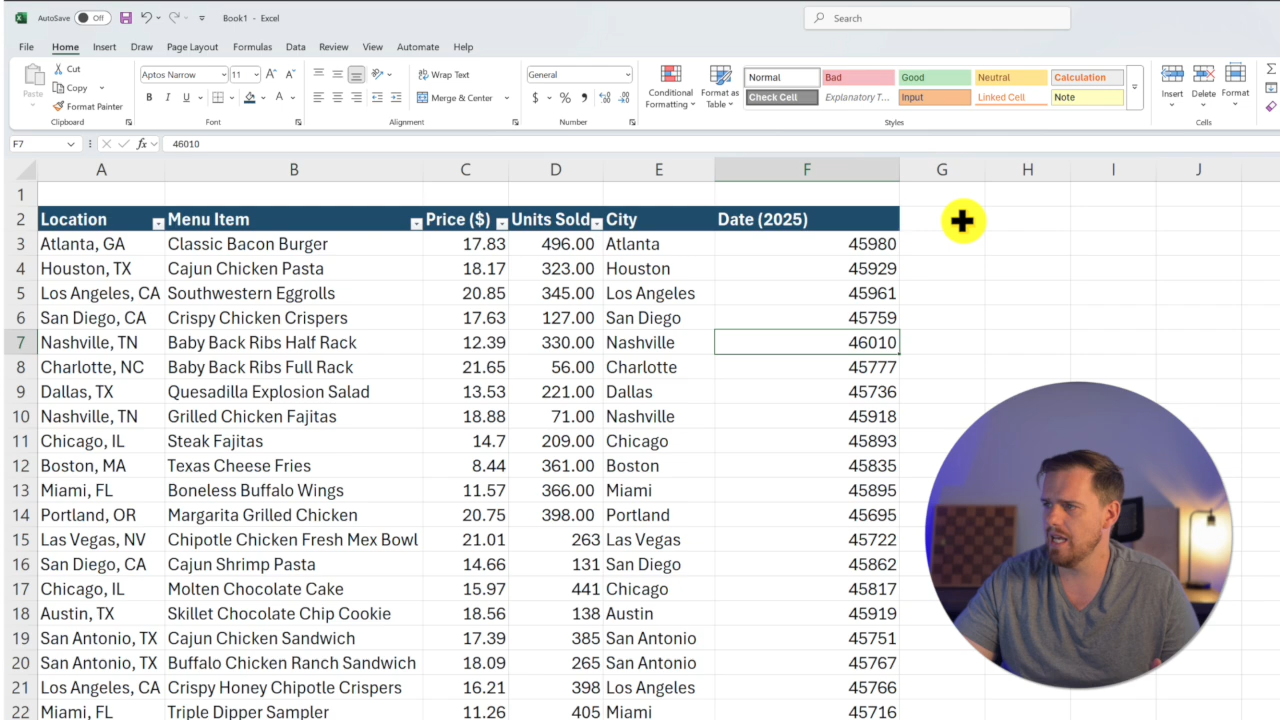 AutoSave Off Book1 - Excel Search
File Home Insert Draw Page Layout Formulas Data Review View Automate Help
Paste Cut Copy Format Painter Clipboard
Aptos Narrow 11 A A B I U A Font
Wrap Text Merge & Center Alignment
General $ % Number
Conditional Formatting Format as Table
Normal Bad Good Neutral Calculation
Check Cell Explanatory T... Input Linked Cell Note
Styles
Insert Delete Format Cells
F7 fx 46010
A B C D E F G H I J
1
2 Location Menu Item Price ($) Units Sold City Date (2025)
3 Atlanta, GA Classic Bacon Burger 17.83 496.00 Atlanta 45980
4 Houston, TX Cajun Chicken Pasta 18.17 323.00 Houston 45929
5 Los Angeles, CA Southwestern Eggrolls 20.85 345.00 Los Angeles 45961
6 San Diego, CA Crispy Chicken Crispers 17.63 127.00 San Diego 45759
7 Nashville, TN Baby Back Ribs Half Rack 12.39 330.00 Nashville 46010
8 Charlotte, NC Baby Back Ribs Full Rack 21.65 56.00 Charlotte 45777
9 Dallas, TX Quesadilla Explosion Salad 13.53 221.00 Dallas 45736
10 Nashville, TN Grilled Chicken Fajitas 18.88 71.00 Nashville 45918
11 Chicago, IL Steak Fajitas 14.7 209.00 Chicago 45893
12 Boston, MA Texas Cheese Fries 8.44 361.00 Boston 45835
13 Miami, FL Boneless Buffalo Wings 11.57 366.00 Miami 45895
14 Portland, OR Margarita Grilled Chicken 20.75 398.00 Portland 45695
15 Las Vegas, NV Chipotle Chicken Fresh Mex Bowl 21.01 263 Las Vegas 45722
16 San Diego, CA Cajun Shrimp Pasta 14.66 131 San Diego 45862
17 Chicago, IL Molten Chocolate Cake 15.97 441 Chicago 45817
18 Austin, TX Skillet Chocolate Chip Cookie 18.56 138 Austin 45919
19 San Antonio, TX Cajun Chicken Sandwich 17.39 385 San Antonio 45751
20 San Antonio, TX Buffalo Chicken Ranch Sandwich 18.09 265 San Antonio 45767
21 Los Angeles, CA Crispy Honey Chipotle Crispers 16.21 398 Los Angeles 45766
22 Miami, FL Triple Dipper Sampler 11.26 405 Miami 45716